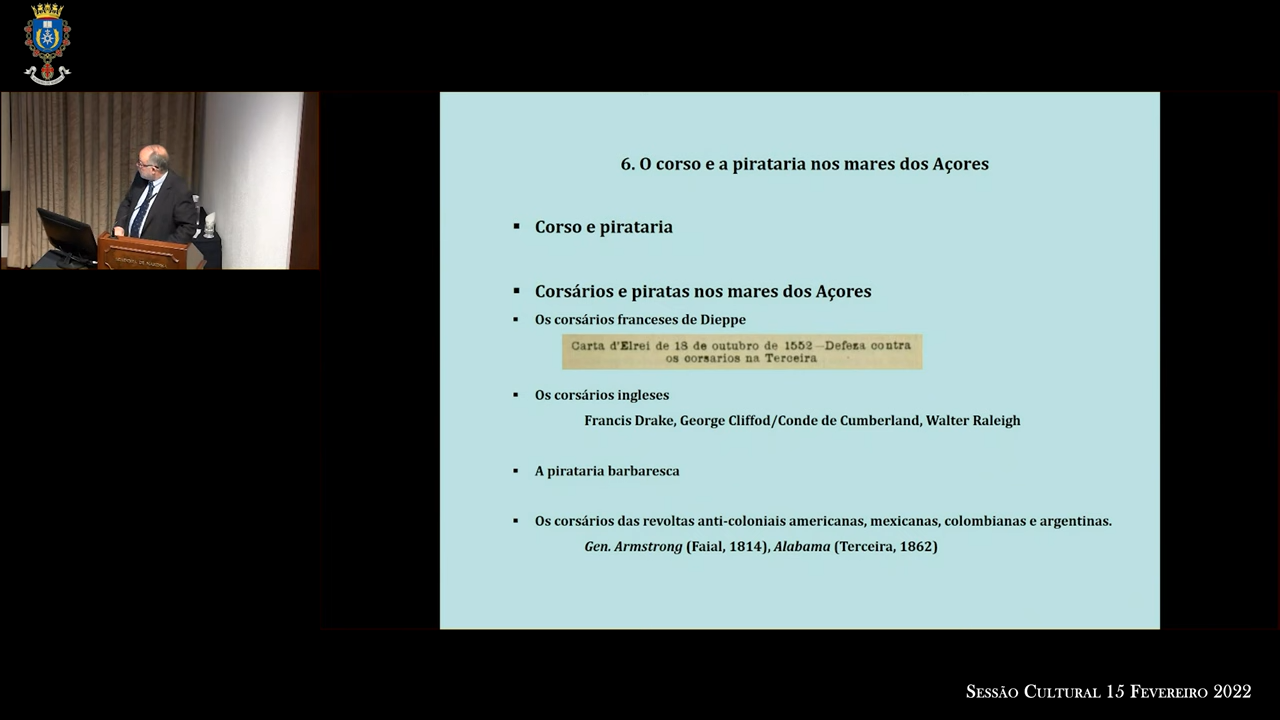 6. O corso e a pirataria nos mares dos Açores
▪ Corso e pirataria
▪ Corsários e piratas nos mares dos Açores
▪ Os corsários franceses de Dieppe
Carta d'Elrei de 18 de outubro de 1552—Defeza contra
os corsarios na Terceira
▪ Os corsários ingleses
Francis Drake, George Cliffod/Conde de Cumberland, Walter Raleigh
▪ A pirataria barbaresca
▪ Os corsários das revoltas anti-coloniais americanas, mexicanas, colombianas e argentinas.
Gen. Armstrong (Faial, 1814), Alabama (Terceira, 1862)
Sessão Cultural 15 Fevereiro 2022